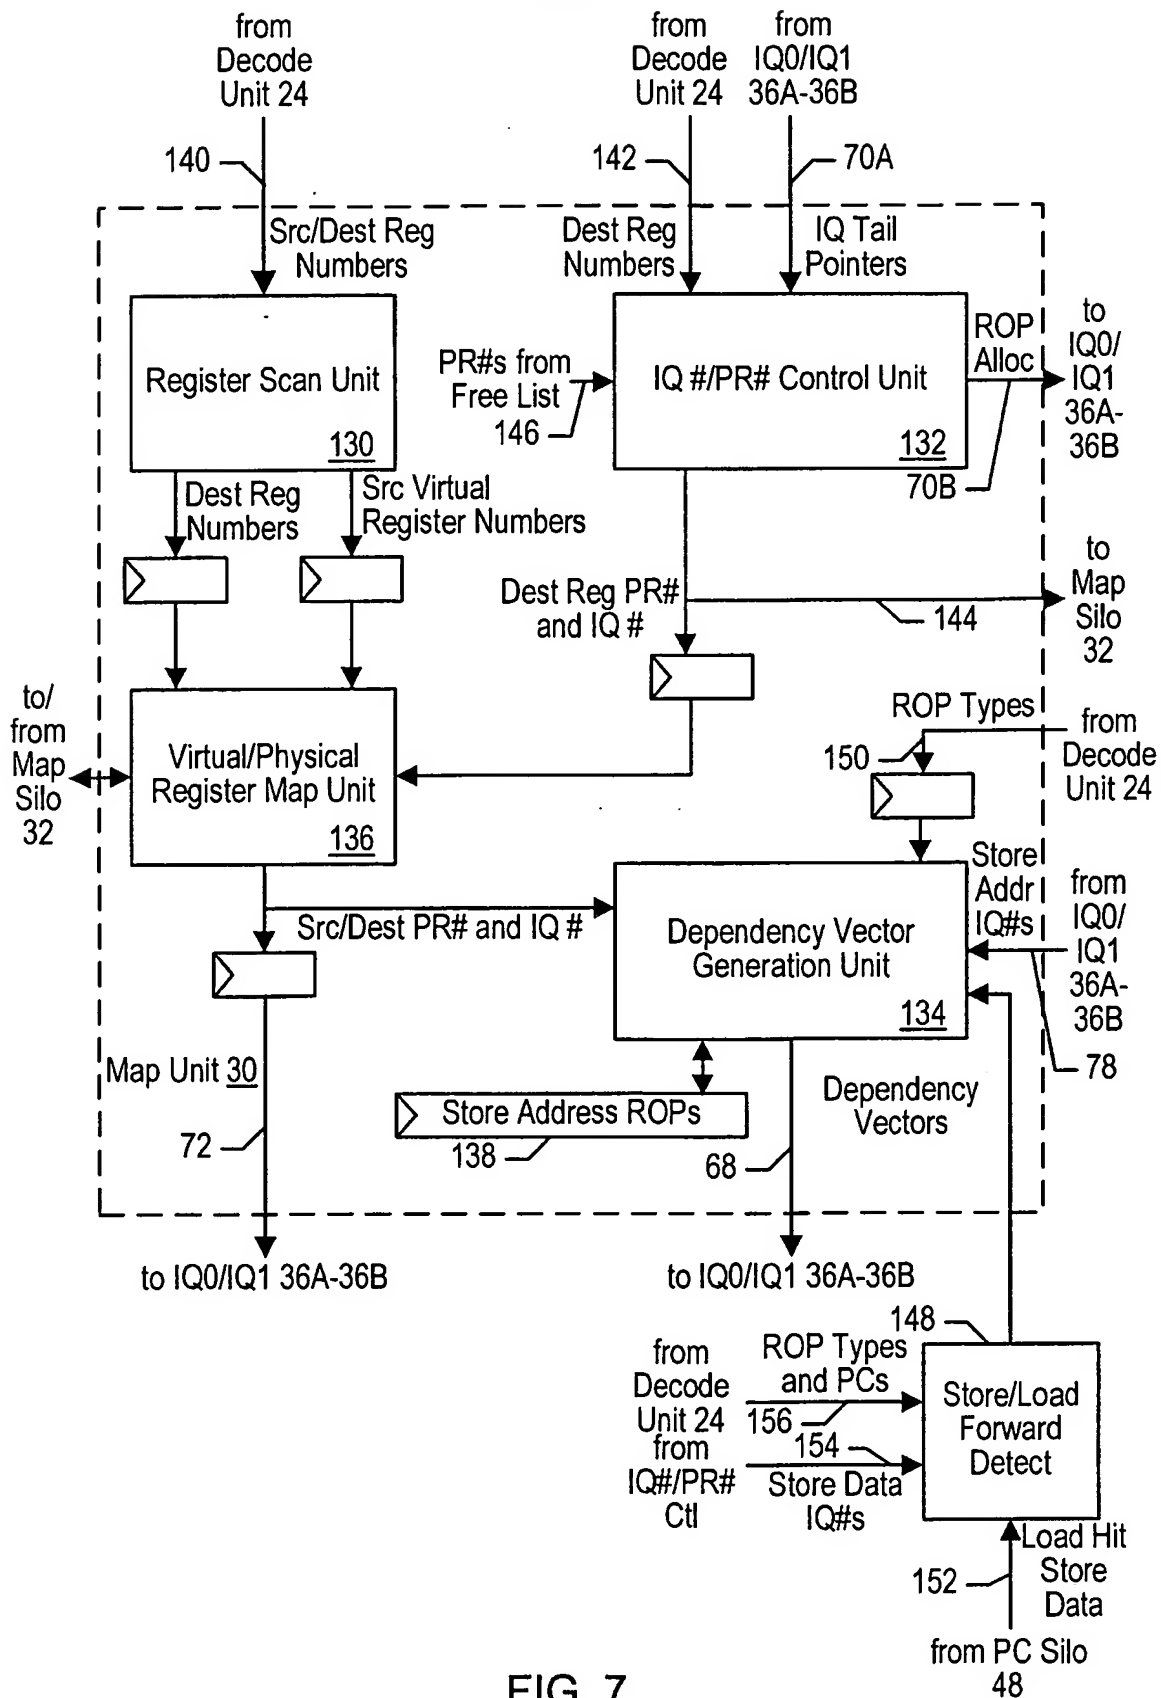 from
Decode
Unit 24
from
Decode
Unit 24
from
IQ0/IQ1
36A-36B
140
142
70A
Src/Dest Reg
Numbers
Dest Reg
Numbers
IQ Tail
Pointers
Register Scan Unit
130
PR#s from
Free List
146
IQ #/PR# Control Unit
132
ROP
Alloc
70B
to
IQ0/
IQ1
36A-
36B
Dest Reg
Numbers
Src Virtual
Register Numbers
Dest Reg PR#
and IQ #
144
to
Map
Silo
32
to/
from
Map
Silo
32
Virtual/Physical
Register Map Unit
136
ROP Types
150
from
Decode
Unit 24
Src/Dest PR# and IQ #
Dependency Vector
Generation Unit
134
Store
Addr
IQ#s
from
IQ0/
IQ1
36A-
36B
78
Map Unit 30
72
Store Address ROPs
138
68
Dependency
Vectors
to IQ0/IQ1 36A-36B
to IQ0/IQ1 36A-36B
148
from
Decode
Unit 24
ROP Types
and PCs
156
from
IQ#/PR#
Ctl
154
Store Data
IQ#s
Store/Load
Forward
Detect
Load Hit
Store
Data
152
from PC Silo
48
FIG. 7